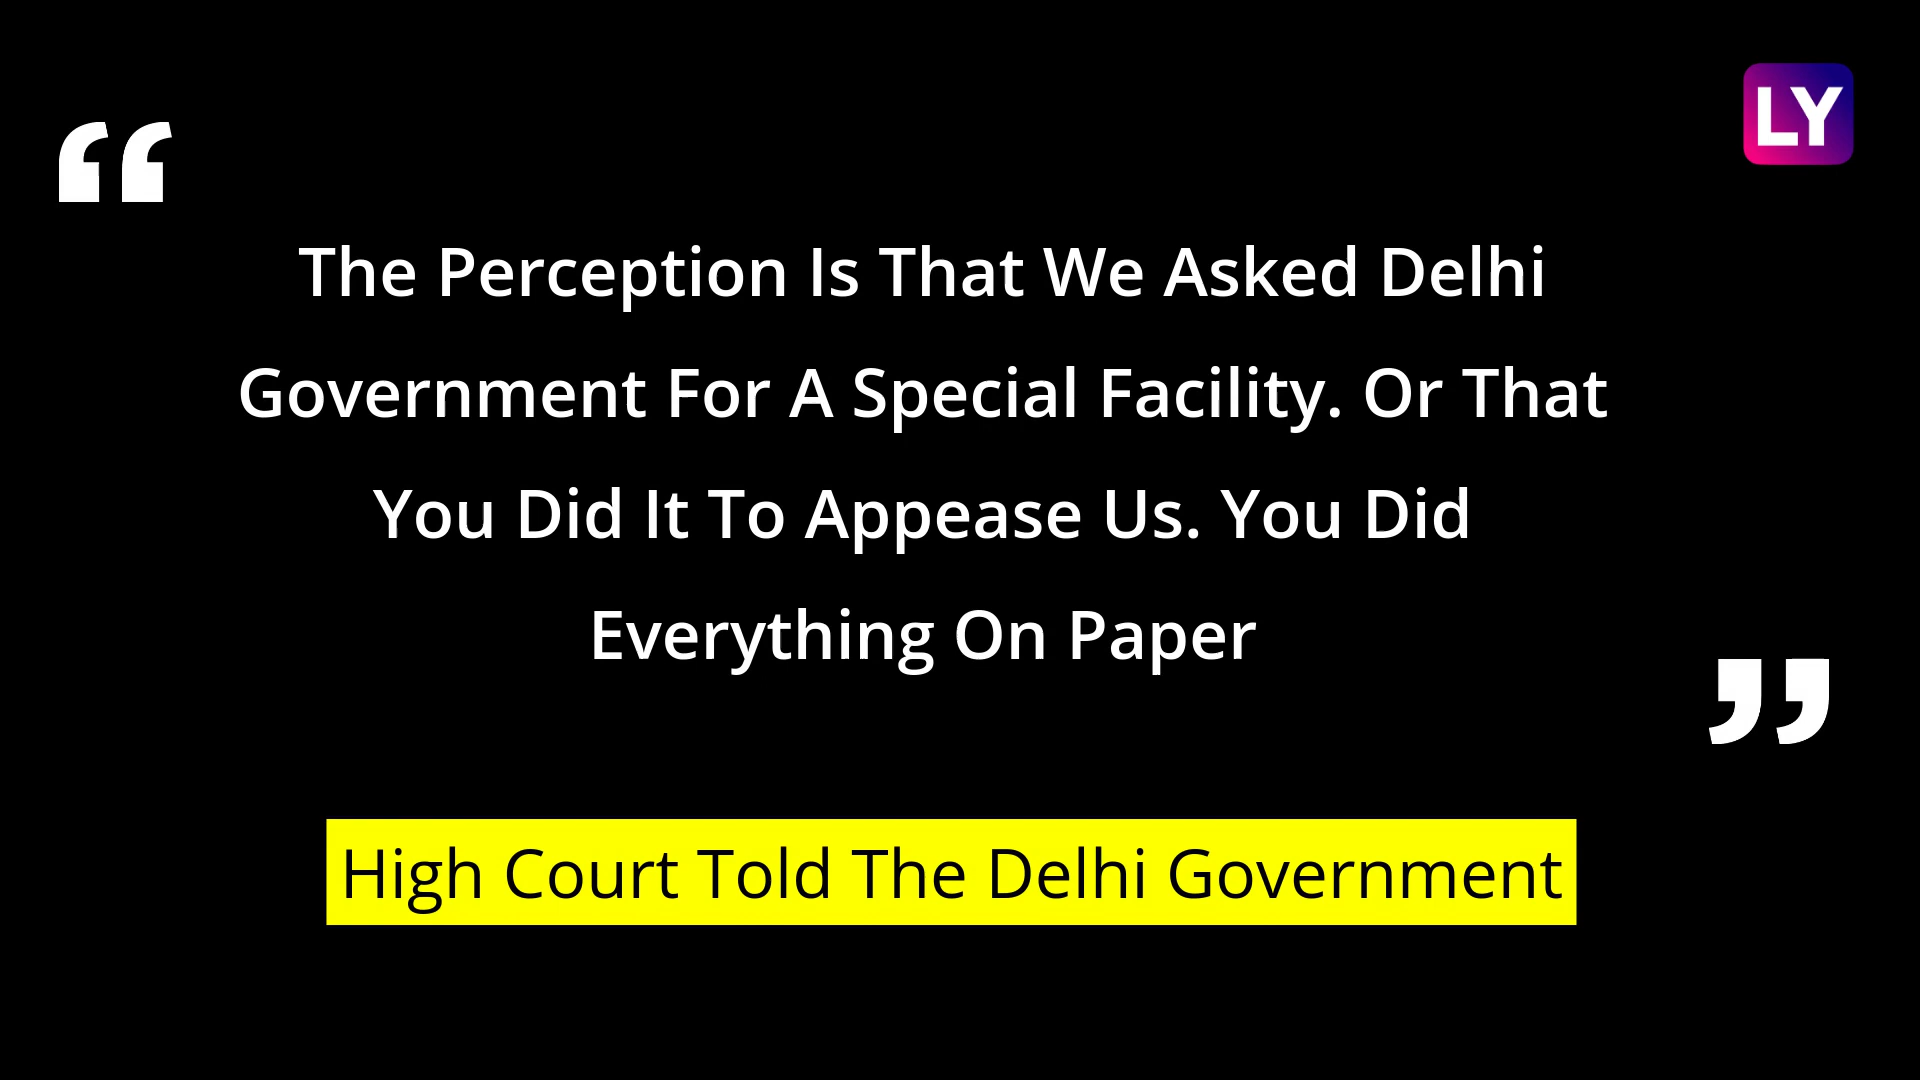 LY
The Perception Is That We Asked Delhi
Government For A Special Facility. Or That
You Did It To Appease Us. You Did
Everything On Paper
High Court Told The Delhi Government